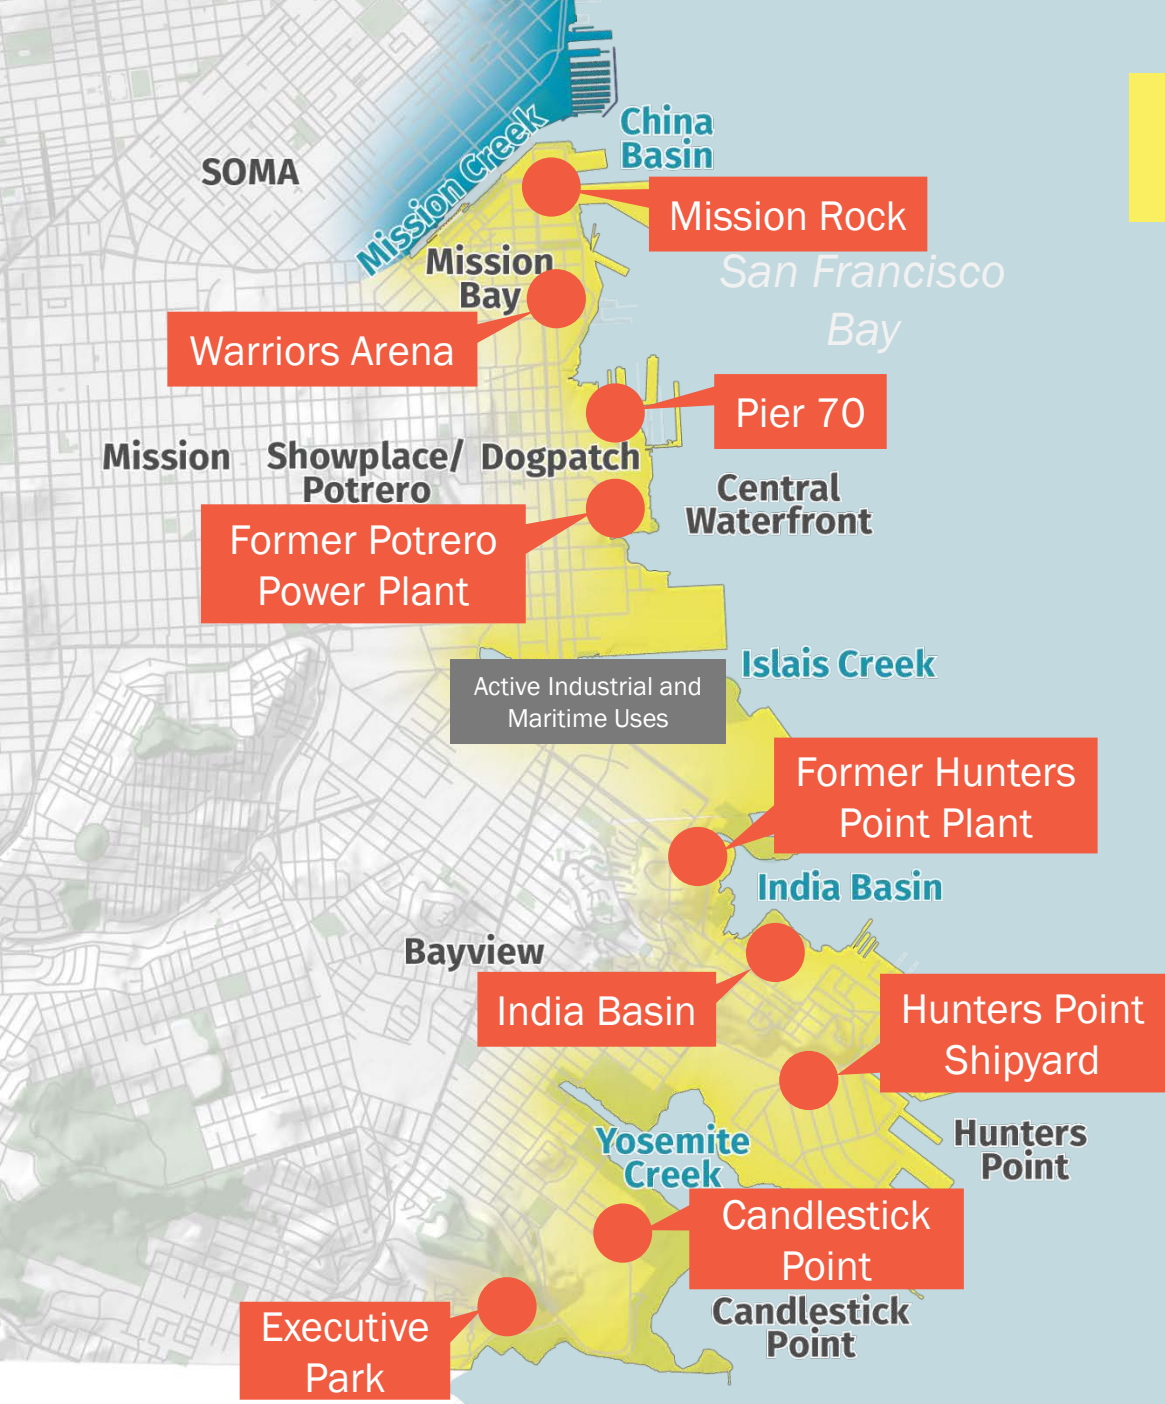 China
Basin
SOMA
Mission Creek
Mission Rock
Mission
Bay
San Francisco
Bay
Warriors Arena
Pier 70
Mission
Showplace/
Potrero
Dogpatch
Central
Waterfront
Former Potrero
Power Plant
Islais Creek
Active Industrial and
Maritime Uses
Former Hunters
Point Plant
India Basin
Bayview
India Basin
Hunters Point
Shipyard
Hunters
Point
Yosemite
Creek
Candlestick
Point
Candlestick
Point
Executive
Park